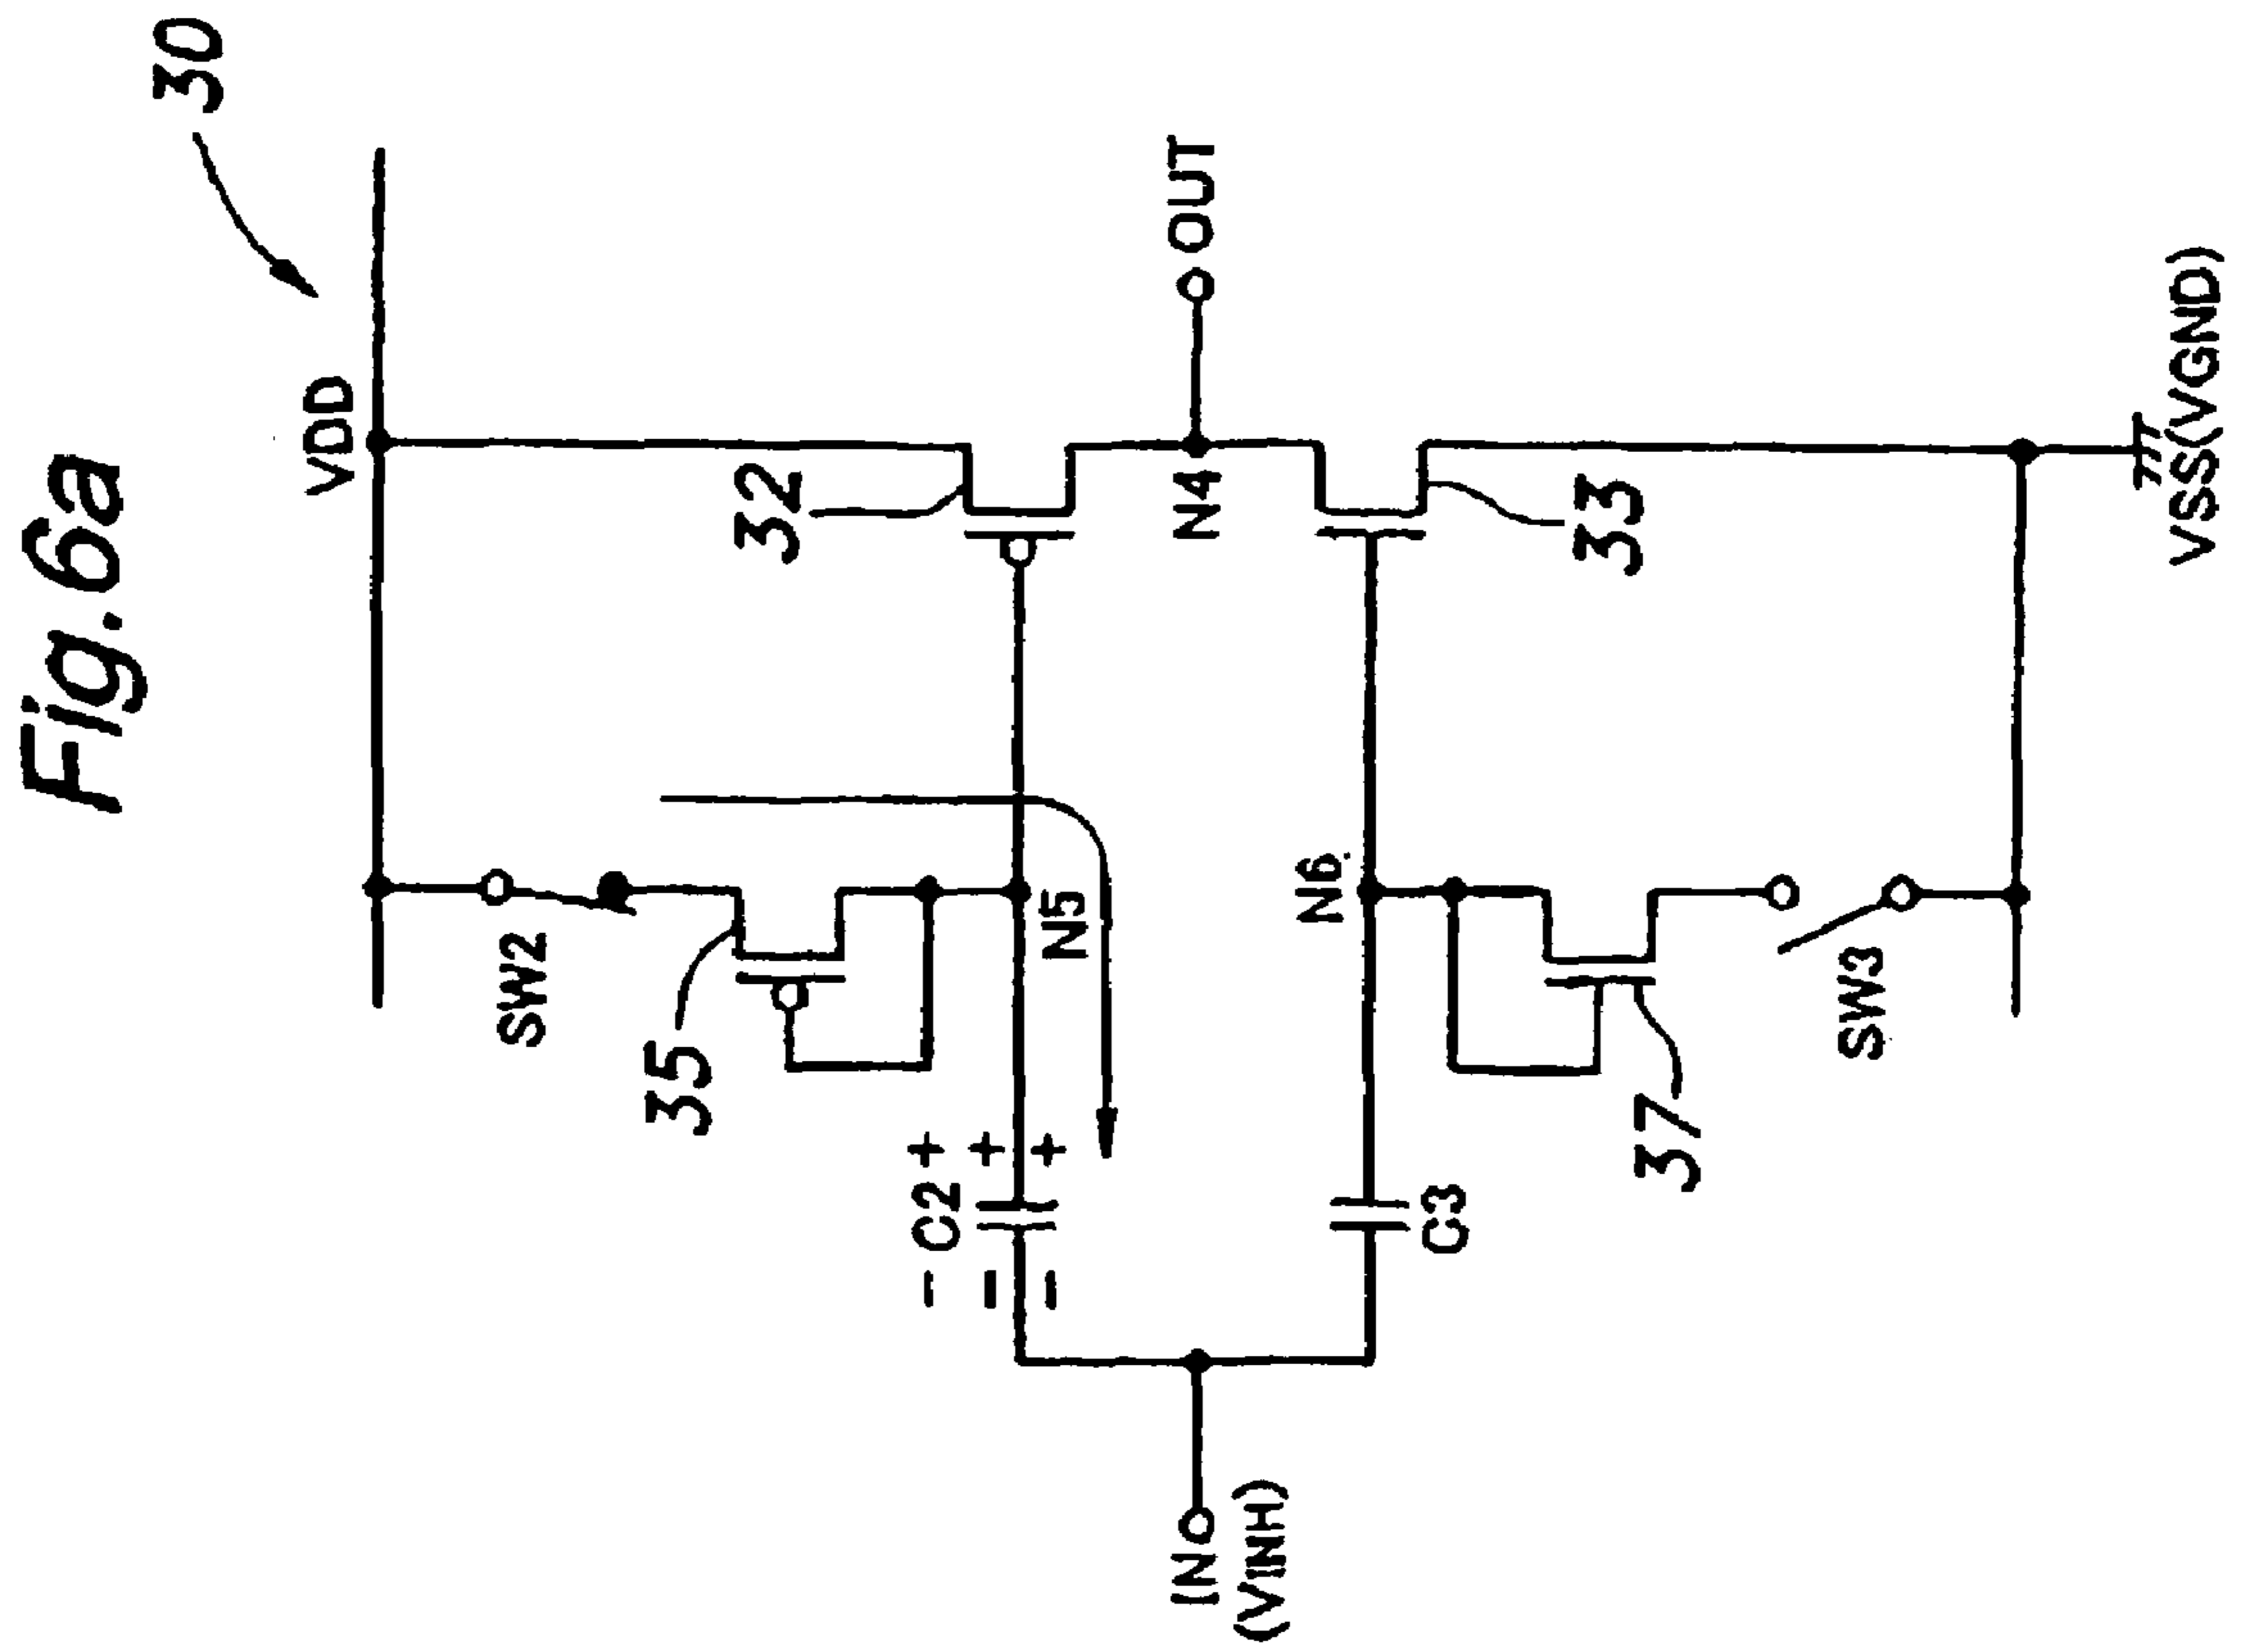 Fig.6a
30
VDD
SW2
35
32
- C2 +
- +
- +
N5
N4
OUT
IN
(VINH)
N6
C3
33
37
SW3
VSS(VGND)